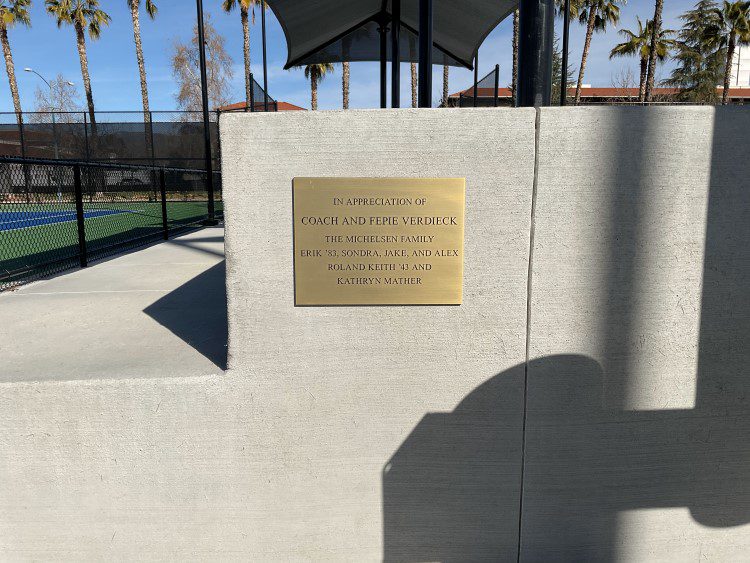 IN APPRECIATION OF
COACH AND FEPIE VERDIECK
THE MICHELSEN FAMILY
ERIK '83, SONDRA, JAKE, AND ALEX
ROLAND KEITH '43 AND
KATHRYN MATHER